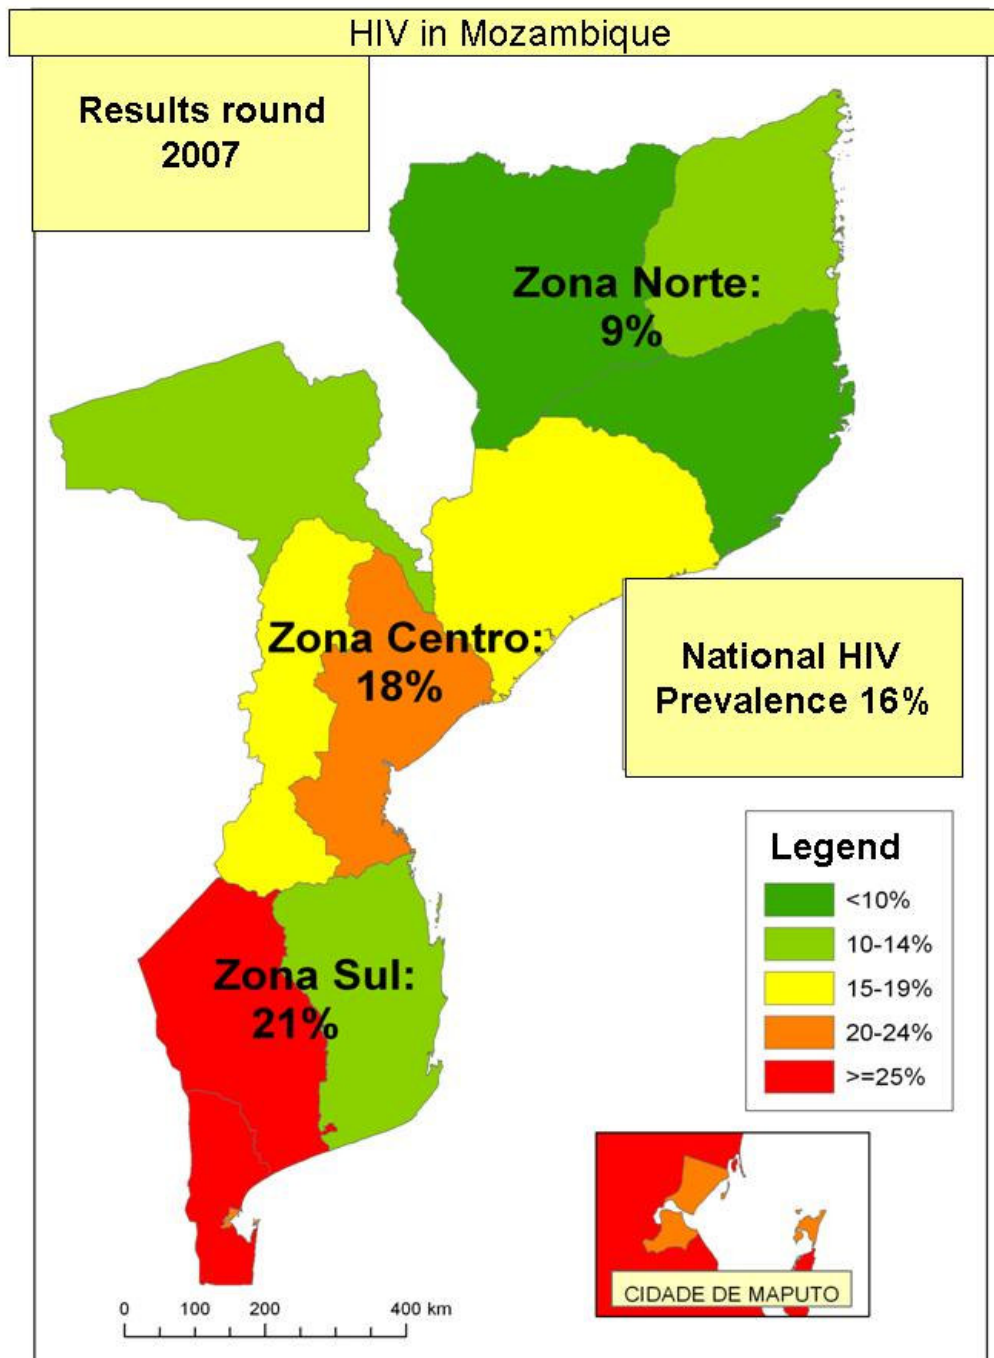 HIV in Mozambique
Results round
2007
Zona Norte:
9%
Zona Centro:
18%
National HIV
Prevalence 16%
Legend
<10%
10-14%
15-19%
20-24%
>=25%
Zona Sul:
21%
CIDADE DE MAPUTO
0 100 200 400 km